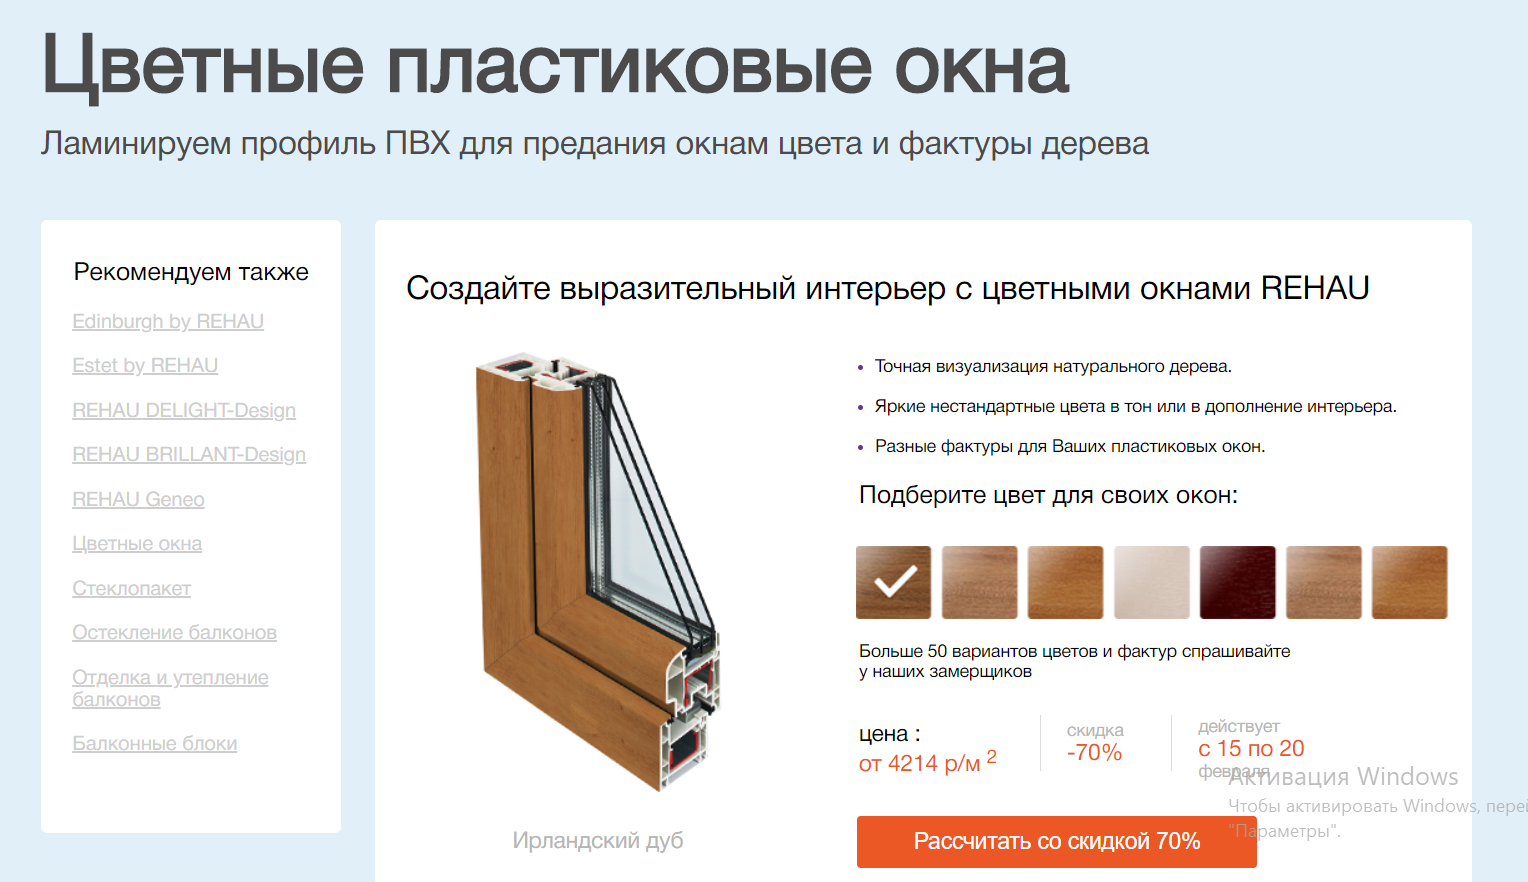 Цветные пластиковые окна
Ламинируем профиль ПВХ для предания окнам цвета и фактуры дерева
Рекомендуем также
Edinburgh by REHAU
Estet by REHAU
REHAU DELIGHT-Design
REHAU BRILLANT-Design
REHAU Geneo
Цветные окна
Стеклопакет
Остекление балконов
Отделка и утепление
балконов
Балконные блоки
Создайте выразительный интерьер с цветными окнами REHAU
Ирландский дуб
• Точная визуализация натурального дерева.
• Яркие нестандартные цвета в тон или в дополнение интерьера.
• Разные фактуры для Ваших пластиковых окон.
Подберите цвет для своих окон:
Больше 50 вариантов цветов и фактур спрашивайте
у наших замерщиков
цена :
от 4214 р/м 2
скидка
-70%
действует
с 15 по 20
февраля
Рассчитать со скидкой 70%
Активация Windows
Чтобы активировать Windows, перей
"Параметры".